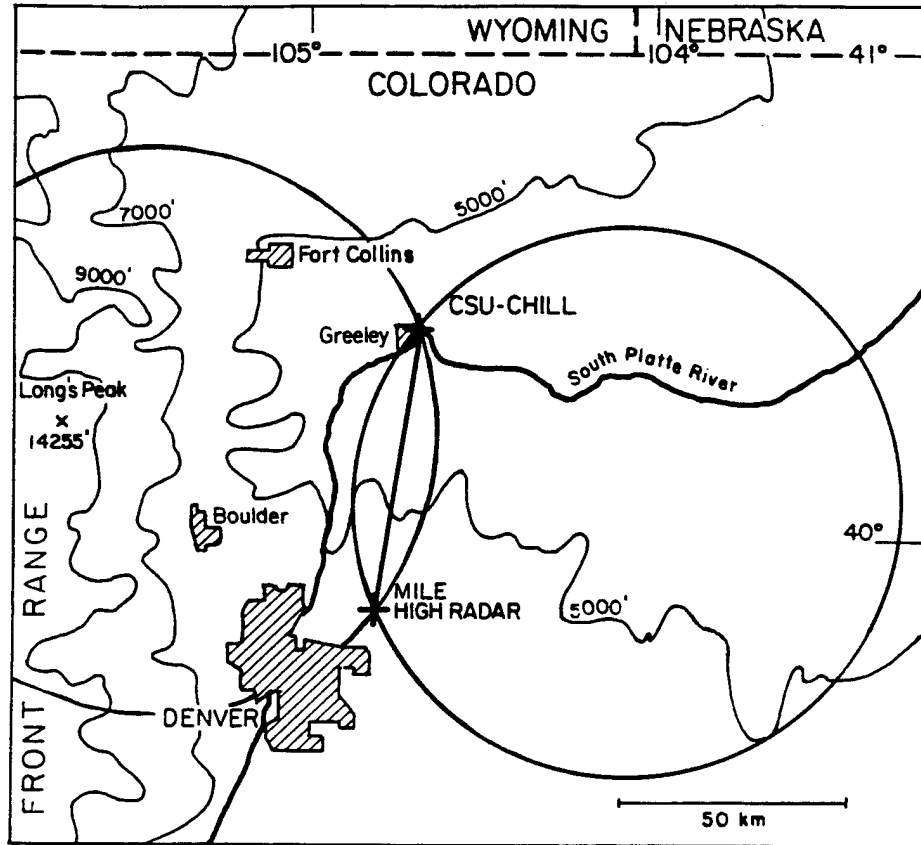 WYOMING NEBRASKA
105° 104° 41°
COLORADO
7000'
5000'
Fort Collins
9000'
CSU-CHILL
Greeley
South Platte River
Long's Peak
x
14255'
Boulder
40°
MILE
HIGH RADAR
5000'
DENVER
FRONT RANGE
50 km